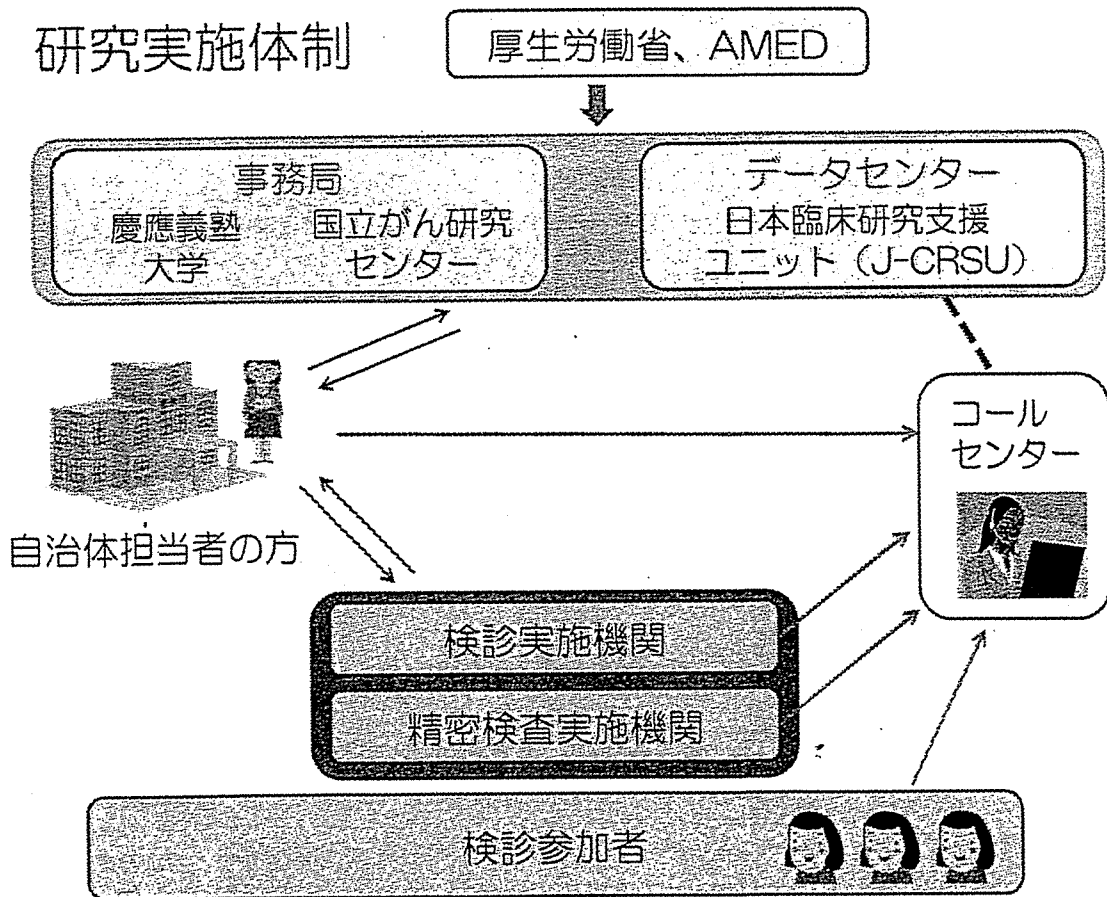 研究実施体制
厚生労働省、AMED
事務局
慶應義塾
大学
国立がん研究
センター
データセンター
日本臨床研究支援
ユニット（J-CRSU）
コール
センター
自治体担当者の方
検診実施機関
精密検査実施機関
検診参加者